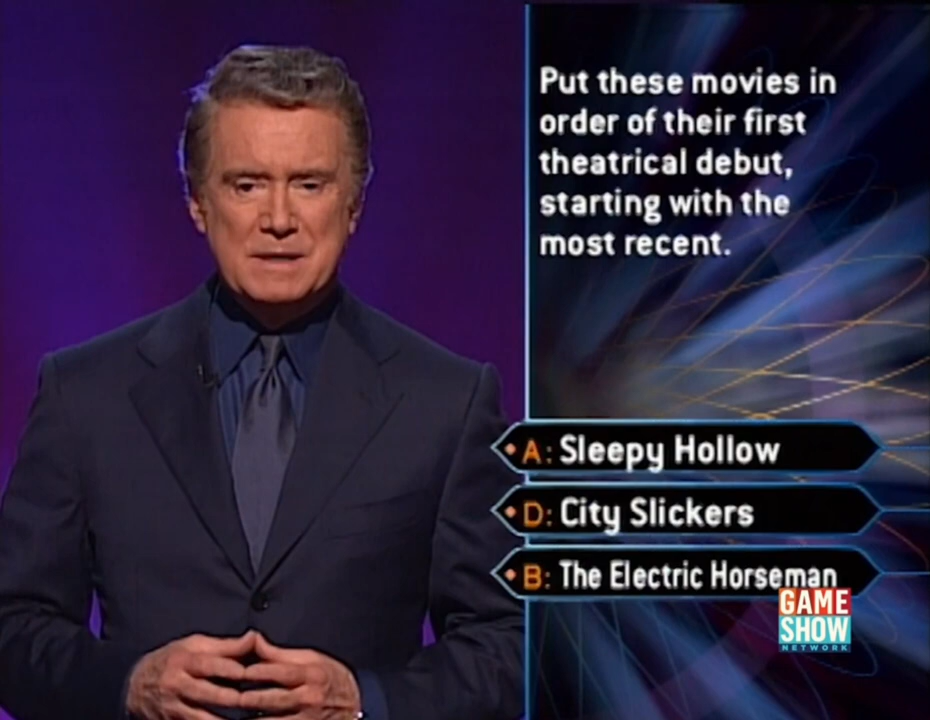 Put these movies in
order of their first
theatrical debut,
starting with the
most recent.
A: Sleepy Hollow
D: City Slickers
B: The Electric Horseman
GAME
SHOW
NETWORK